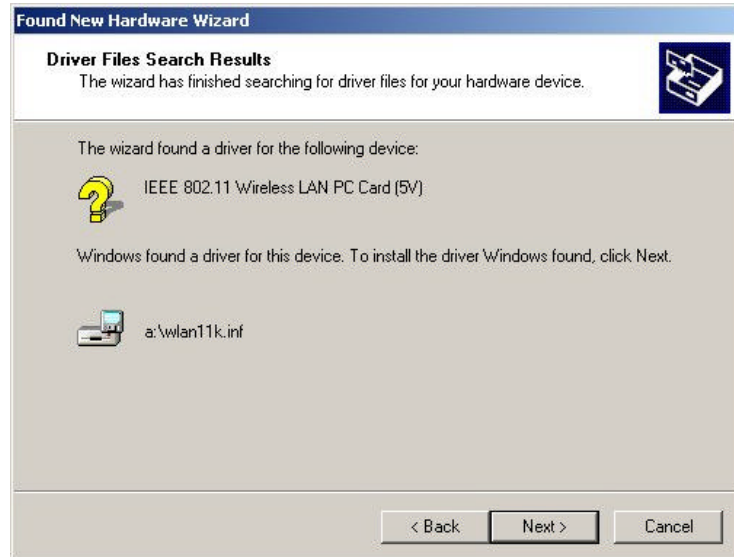 Found New Hardware Wizard
Driver Files Search Results
The wizard has finished searching for driver files for your hardware device.
The wizard found a driver for the following device:
IEEE 802.11 Wireless LAN PC Card (5V)
Windows found a driver for this device. To install the driver Windows found, click Next.
a:\wlan11k.inf
< Back Next > Cancel